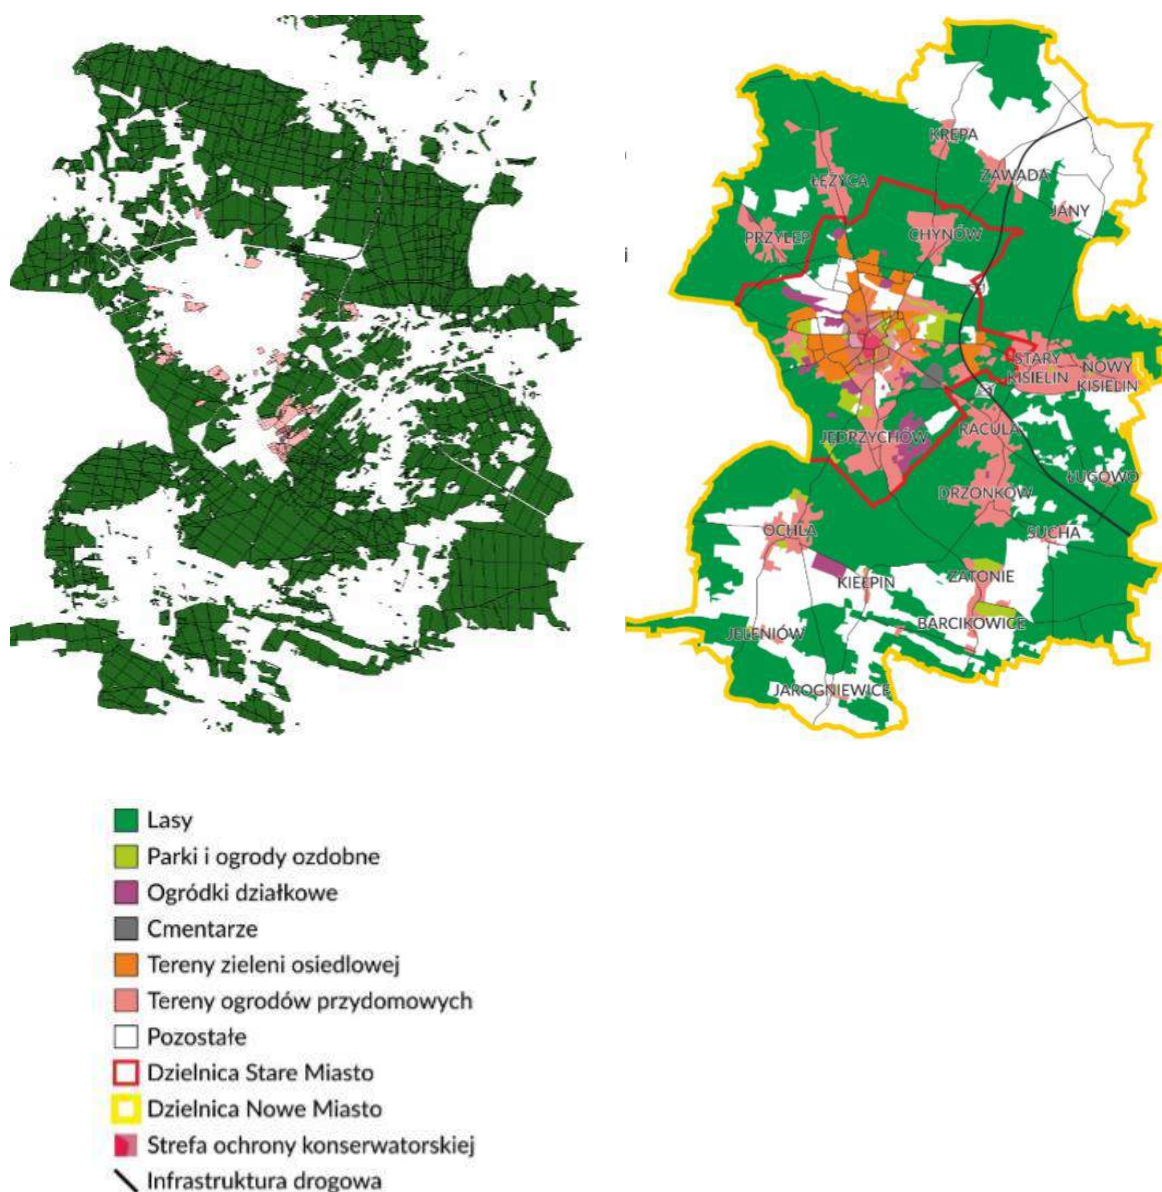 KRĘPA
ZAWADA
ŁĘŻYCA
JANY
PRZYLEP
CHYNÓW
STARY
KISIELIN
NOWY
KISIELIN
RACULA
JĘDRZYCHÓW
ŁUGOWO
DRZONKÓW
OCHLA
SUCHA
KIEŁPIN
ZATONIE
BARCIKOWICE
JELENIÓW
JAROGNIEWICE
Lasy
Parki i ogrody ozdobne
Ogródki działkowe
Cmentarze
Tereny zieleni osiedlowej
Tereny ogrodów przydomowych
Pozostałe
Dzielnica Stare Miasto
Dzielnica Nowe Miasto
Strefa ochrony konserwatorskiej
Infrastruktura drogowa